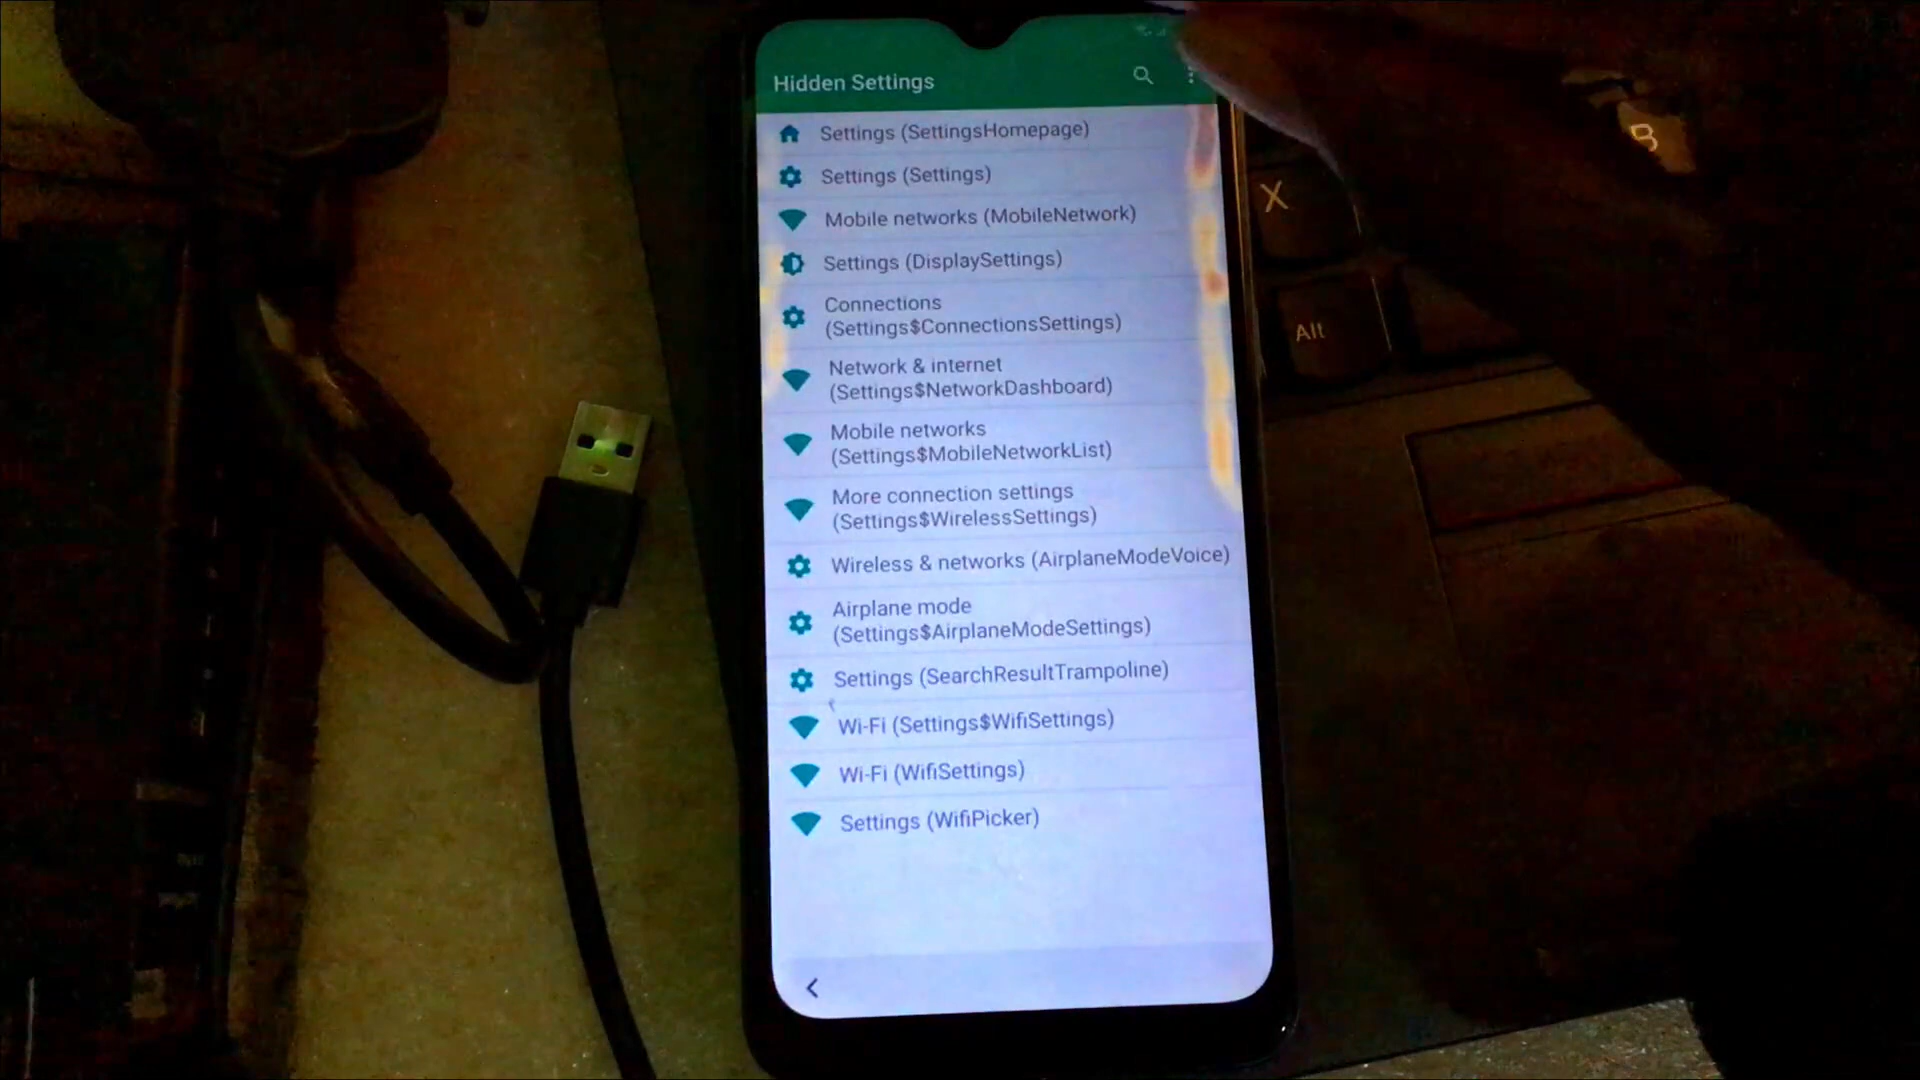 Hidden Settings
Settings (SettingsHomepage)
Settings (Settings)
Mobile networks (MobileNetwork)
Settings (DisplaySettings)
Connections
(Settings$ConnectionsSettings)
Network & internet
(Settings$NetworkDashboard)
Mobile networks
(Settings$MobileNetworkList)
More connection settings
(Settings$WirelessSettings)
Wireless & networks (AirplaneModeVoice)
Airplane mode
(Settings$AirplaneModeSettings)
Settings (SearchResultTrampoline)
Wi-Fi (Settings$WifiSettings)
Wi-Fi (WifiSettings)
Settings (WifiPicker)
B
X
Alt